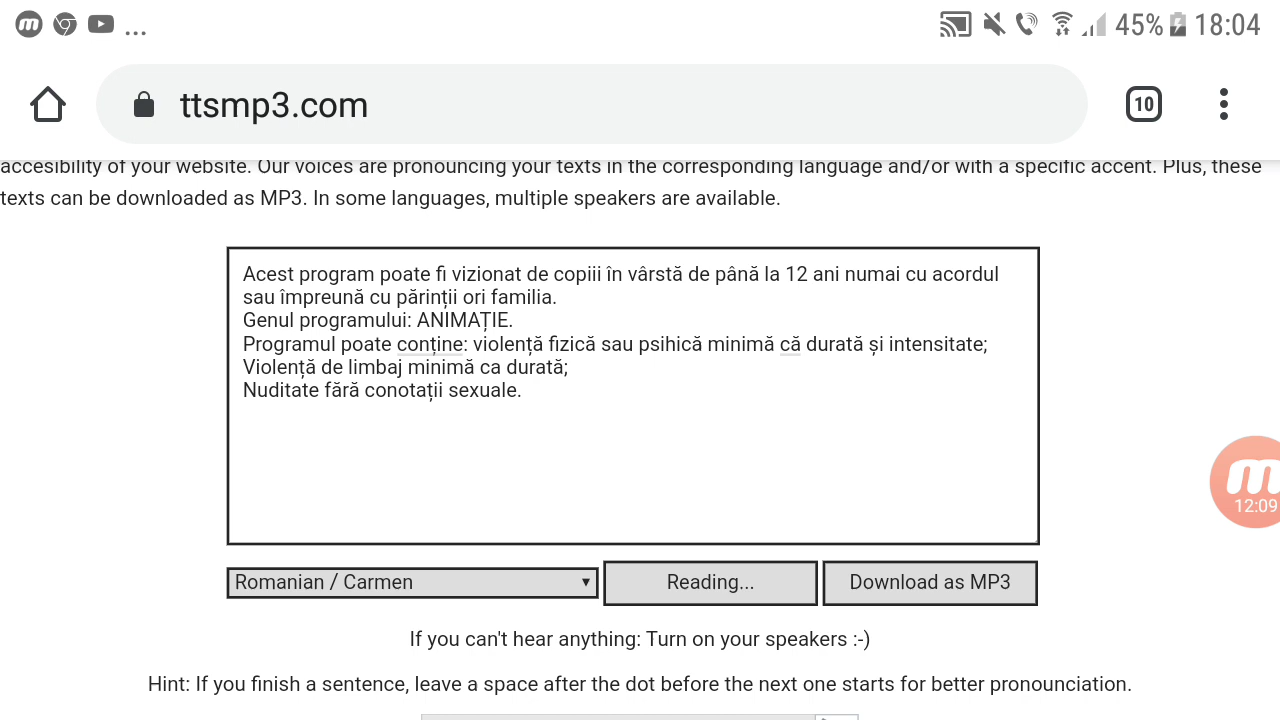 ... 45% 18:04
ttsmp3.com 10
accesibility of your website. Our voices are pronouncing your texts in the corresponding language and/or with a specific accent. Plus, these
texts can be downloaded as MP3. In some languages, multiple speakers are available.
Acest program poate fi vizionat de copiii în vârstă de până la 12 ani numai cu acordul
sau împreună cu părinții ori familia.
Genul programului: ANIMAȚIE.
Programul poate conține: violență fizică sau psihică minimă că durată și intensitate;
Violență de limbaj minimă ca durată;
Nuditate fără conotații sexuale.
12:09
Romanian / Carmen Reading... Download as MP3
If you can't hear anything: Turn on your speakers :-)
Hint: If you finish a sentence, leave a space after the dot before the next one starts for better pronounciation.